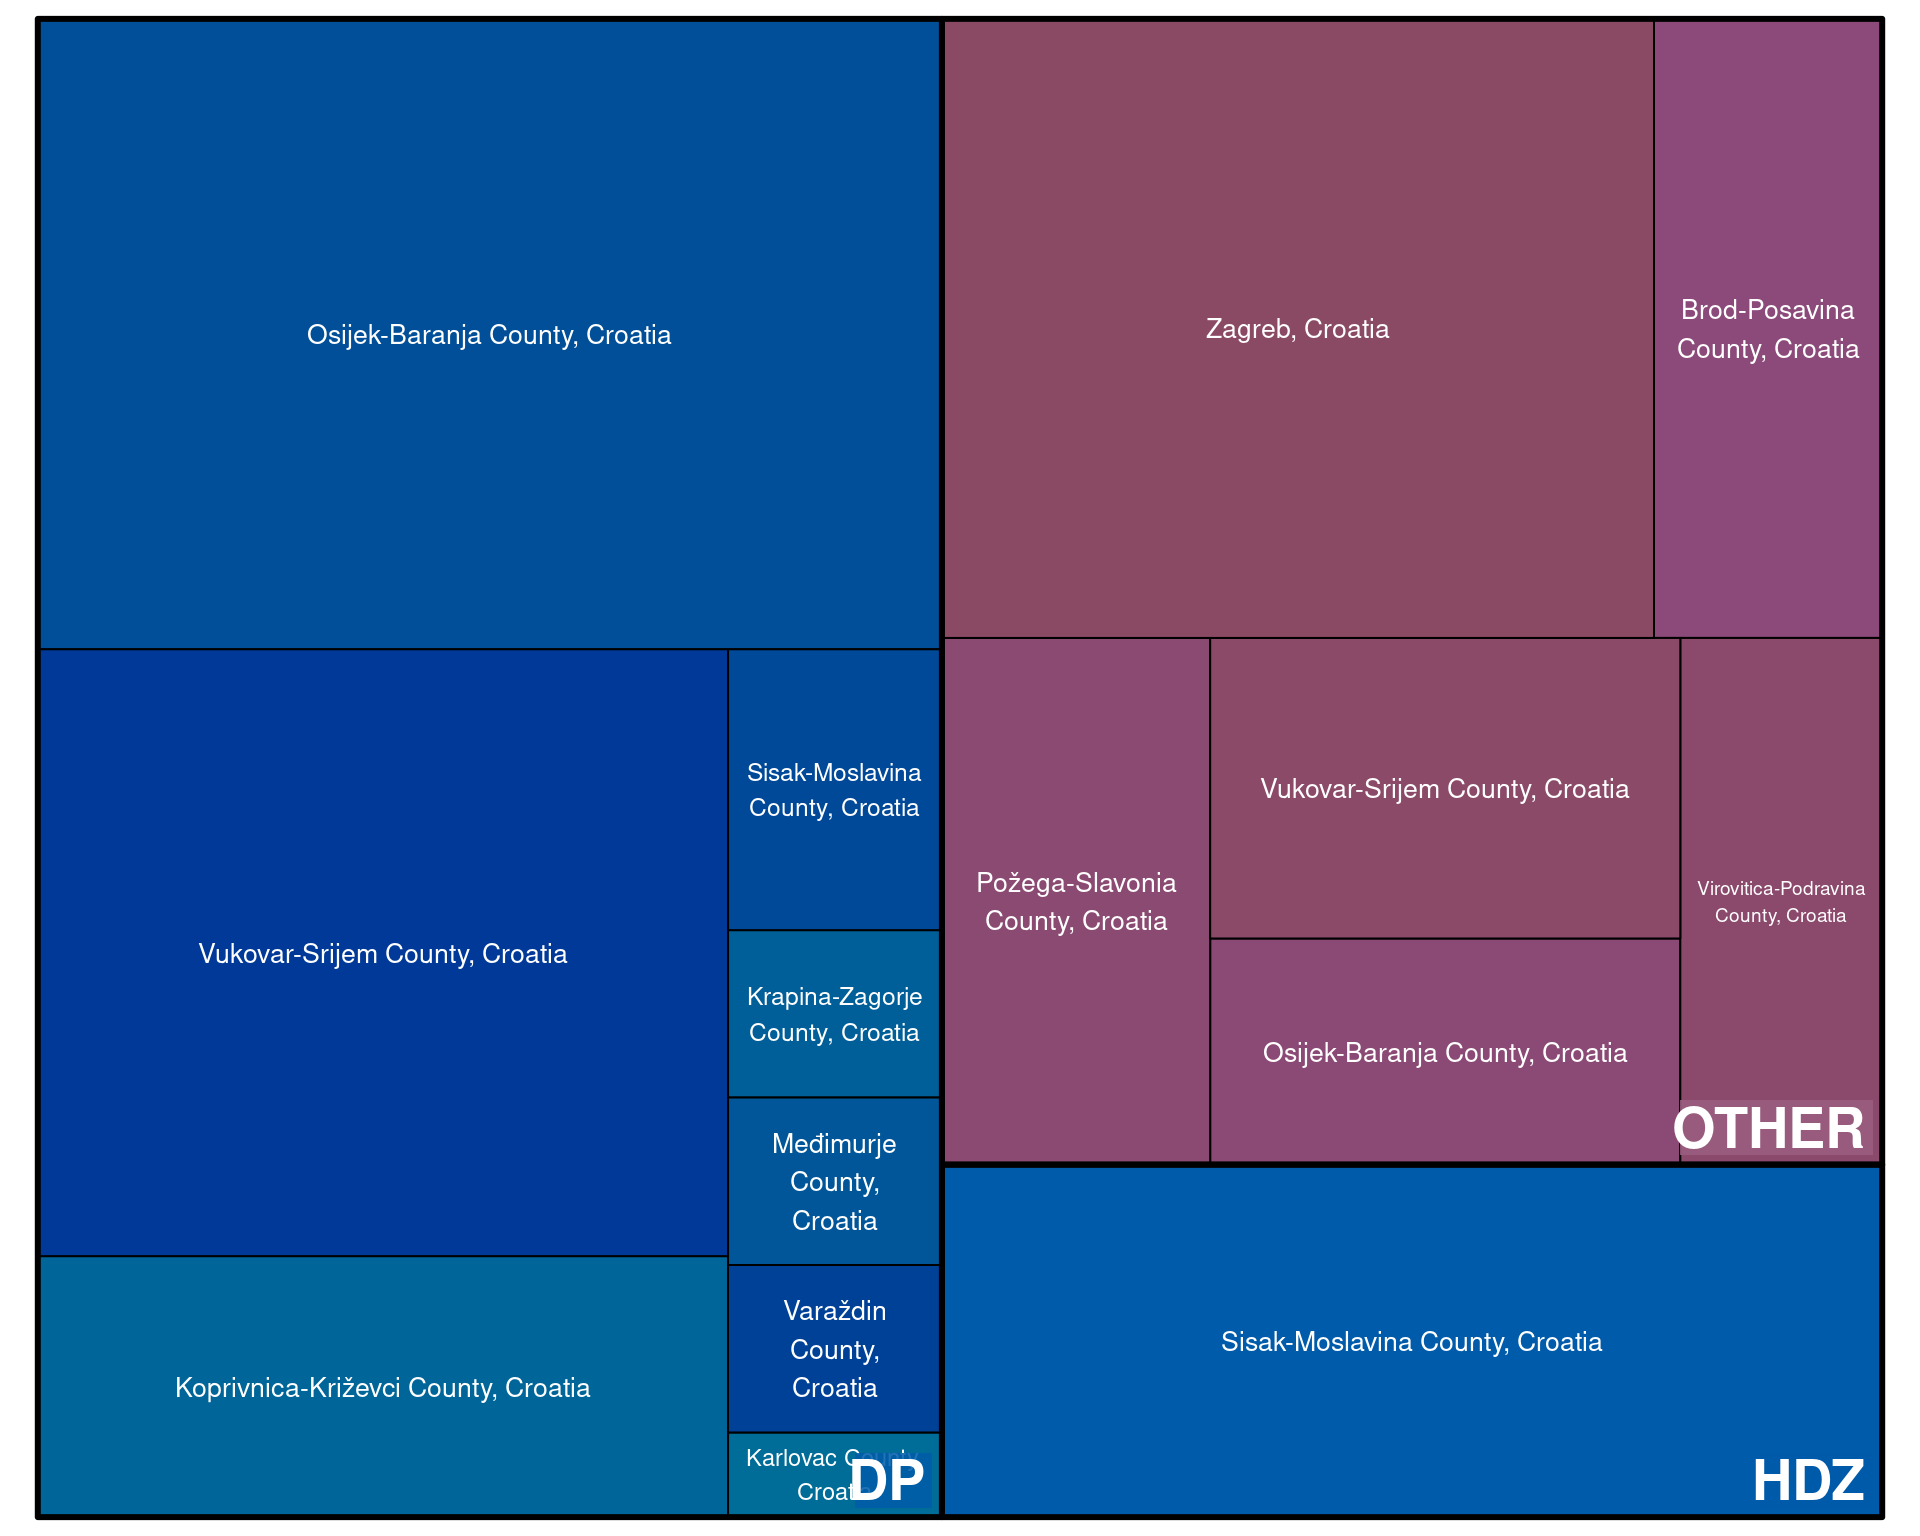 Osijek-Baranja County, Croatia
Vukovar-Srijem County, Croatia
Koprivnica-Križevci County, Croatia
Sisak-Moslavina
County, Croatia
Krapina-Zagorje
County, Croatia
Međimurje
County,
Croatia
Varaždin
County,
Croatia
Karlovac County,
Croatia
DP
Zagreb, Croatia
Brod-Posavina
County, Croatia
Požega-Slavonia
County, Croatia
Vukovar-Srijem County, Croatia
Osijek-Baranja County, Croatia
Virovitica-Podravina
County, Croatia
OTHER
Sisak-Moslavina County, Croatia
HDZ